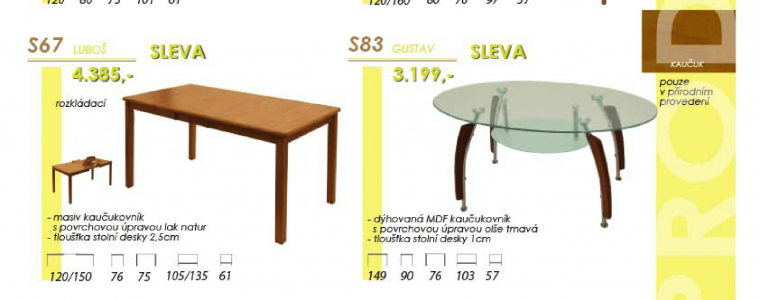 120 80 75 101 61
120/160 80 76 97 57
S67 LUBOŠ SLEVA
4.385,-
rozkládací
- masiv kaučukovník
s povrchovou úpravou lak natur
- tloušťka stolní desky 2,5cm
120/150 76 75 105/135 61
S83 GUSTAV SLEVA
3.199,-
- dýhovaná MDF kaučukovník
s povrchovou úpravou olše tmavá
- tloušťka stolní desky 1cm
149 90 76 103 57
KAUČUK
pouze
v přírodním
provedení
PROD